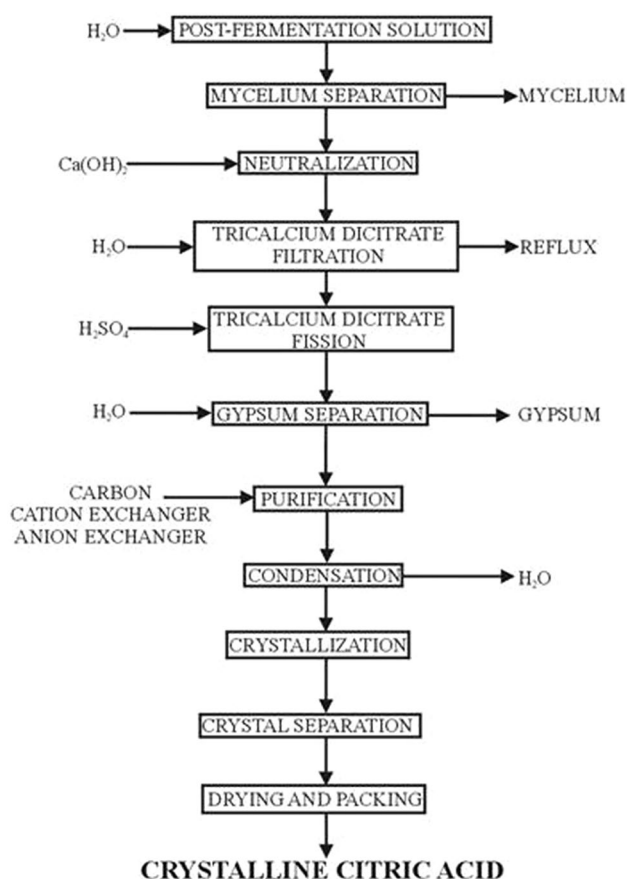 H₂O POST-FERMENTATION SOLUTION
MYCELIUM SEPARATION MYCELIUM
Ca(OH)₂ NEUTRALIZATION
H₂O TRICALCIUM DICITRATE
FILTRATION REFLUX
H₂SO₄ TRICALCIUM DICITRATE
FISSION
H₂O GYPSUM SEPARATION GYPSUM
CARBON
CATION EXCHANGER
ANION EXCHANGER
PURIFICATION
CONDENSATION H₂O
CRYSTALLIZATION
CRYSTAL SEPARATION
DRYING AND PACKING
CRYSTALLINE CITRIC ACID